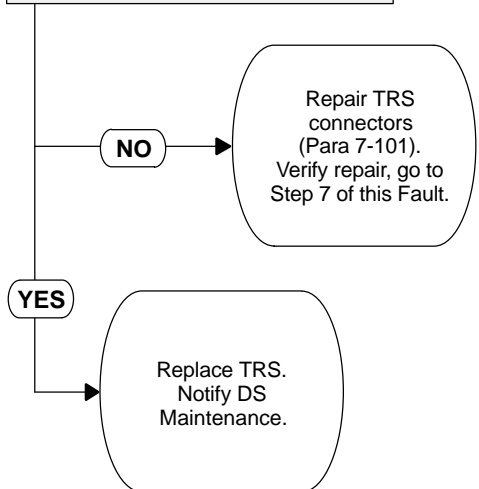 NO
Repair TRS
connectors
(Para 7-101).
Verify repair, go to
Step 7 of this Fault.
YES
Replace TRS.
Notify DS
Maintenance.